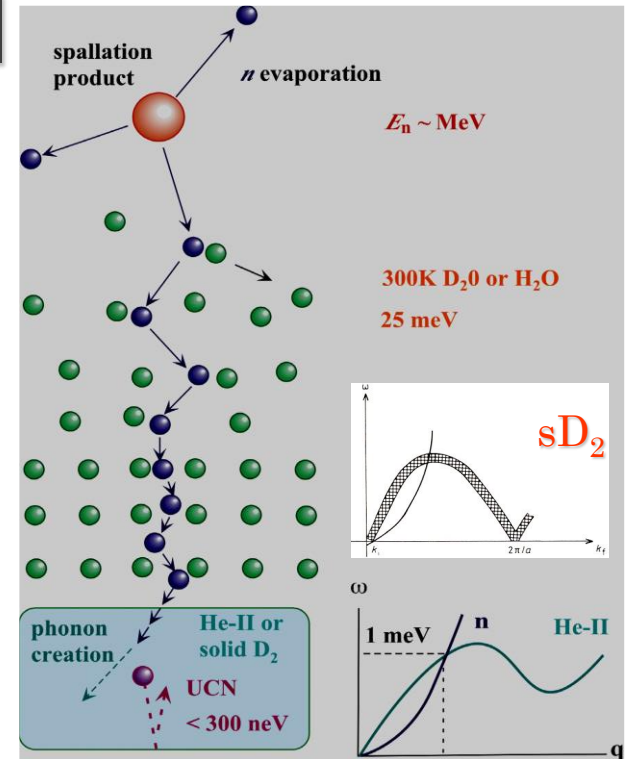 spallation
product
n evaporation
Eₙ ~ MeV
300K D₂0 or H₂O
25 meV
ω
sD₂
kᵢ
2π/a
k_f
phonon
creation
He-II or
solid D₂
UCN
< 300 neV
ω
n
He-II
1 meV
q